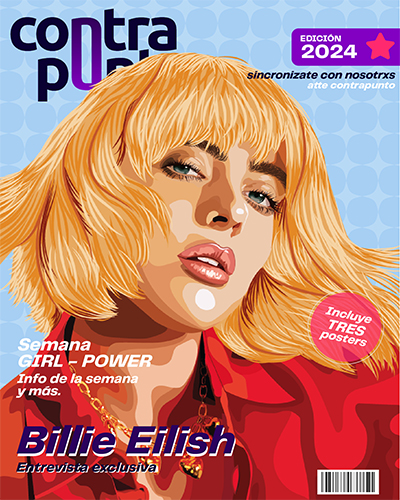 contra
EDICIÓN
2024
sincronizate con nosotrxs
atte contrapunto
Incluye
TRES
posters
Semana
GIRL – POWER
Info de la semana
y más.
Billie Eilish
Entrevista exclusiva